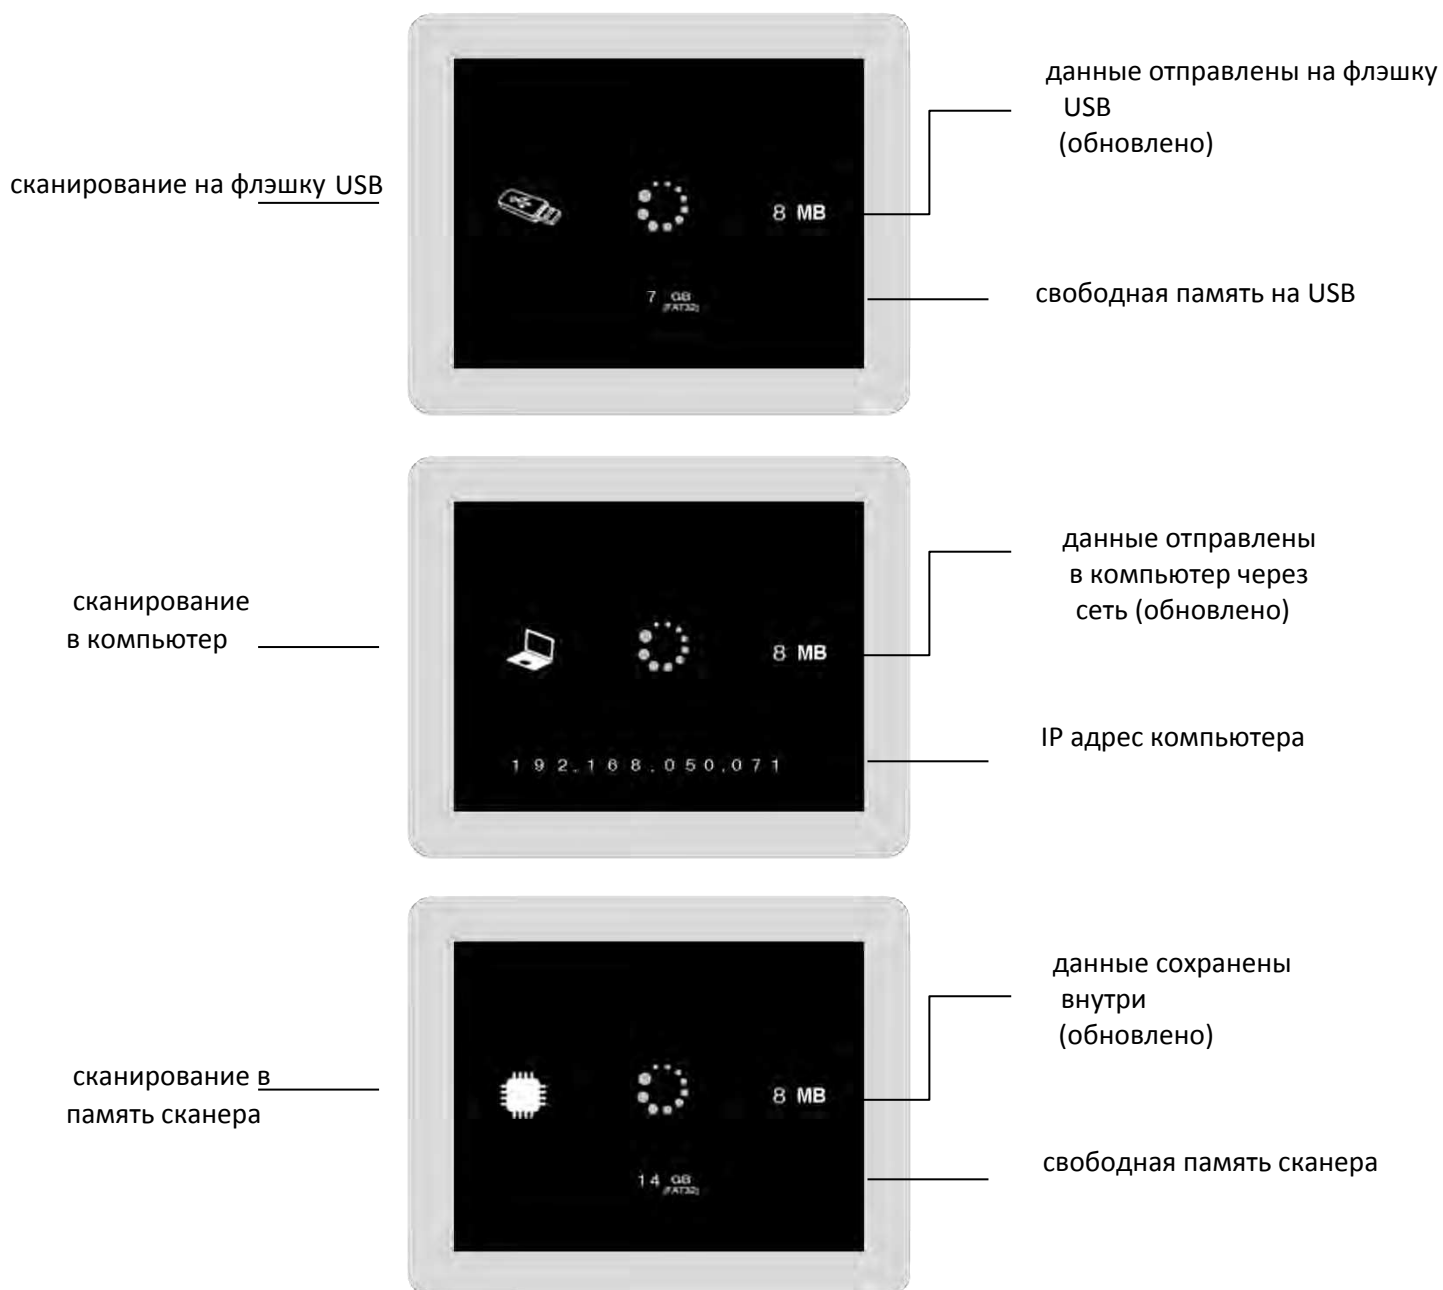 данные отправлены на флэшку
USB
(обновлено)
сканирование на флэшку USB
8 MB
7 GB
(FAT32)
свободная память на USB
данные отправлены
в компьютер через
сеть (обновлено)
сканирование
в компьютер
8 MB
IP адрес компьютера
192.168.050.071
данные сохранены
внутри
(обновлено)
сканирование в
память сканера
8 MB
14 GB
(FAT32)
свободная память сканера